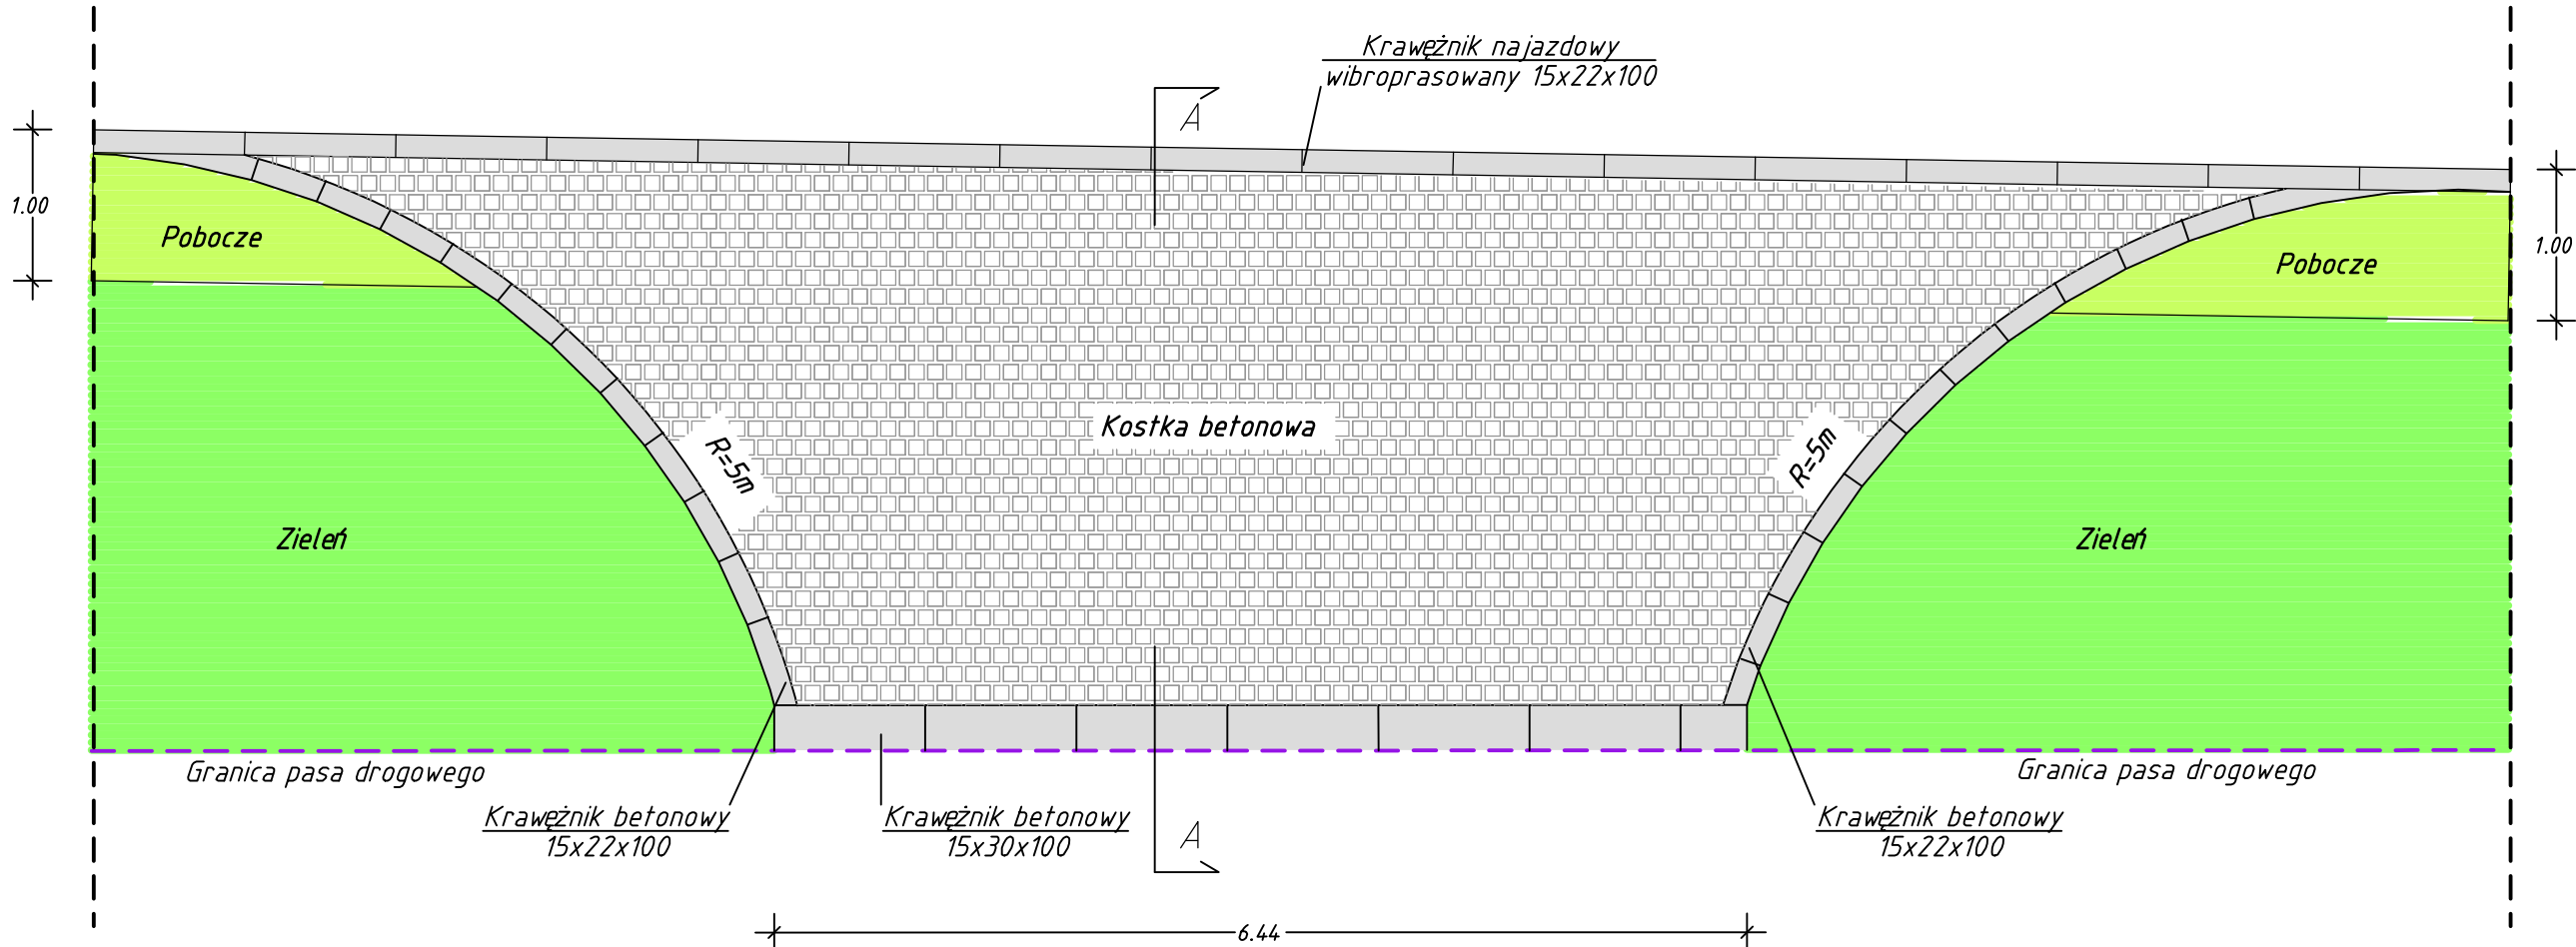 Krawężnik najazdowy
wibroprasowany 15x22x100
A
1.00
Pobocze
1.00
Pobocze
Kostka betonowa
R=5m
R=5m
Zieleń
Zieleń
Granica pasa drogowego
Granica pasa drogowego
Krawężnik betonowy
15x22x100
Krawężnik betonowy
15x30x100
A
Krawężnik betonowy
15x22x100
6.44